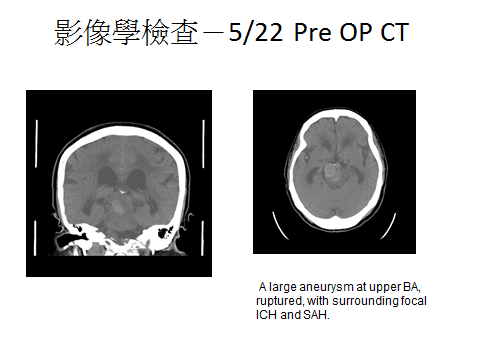 影像學檢查－5/22 Pre OP CT
A large aneurysm at upper BA,
ruptured, with surrounding focal
ICH and SAH.